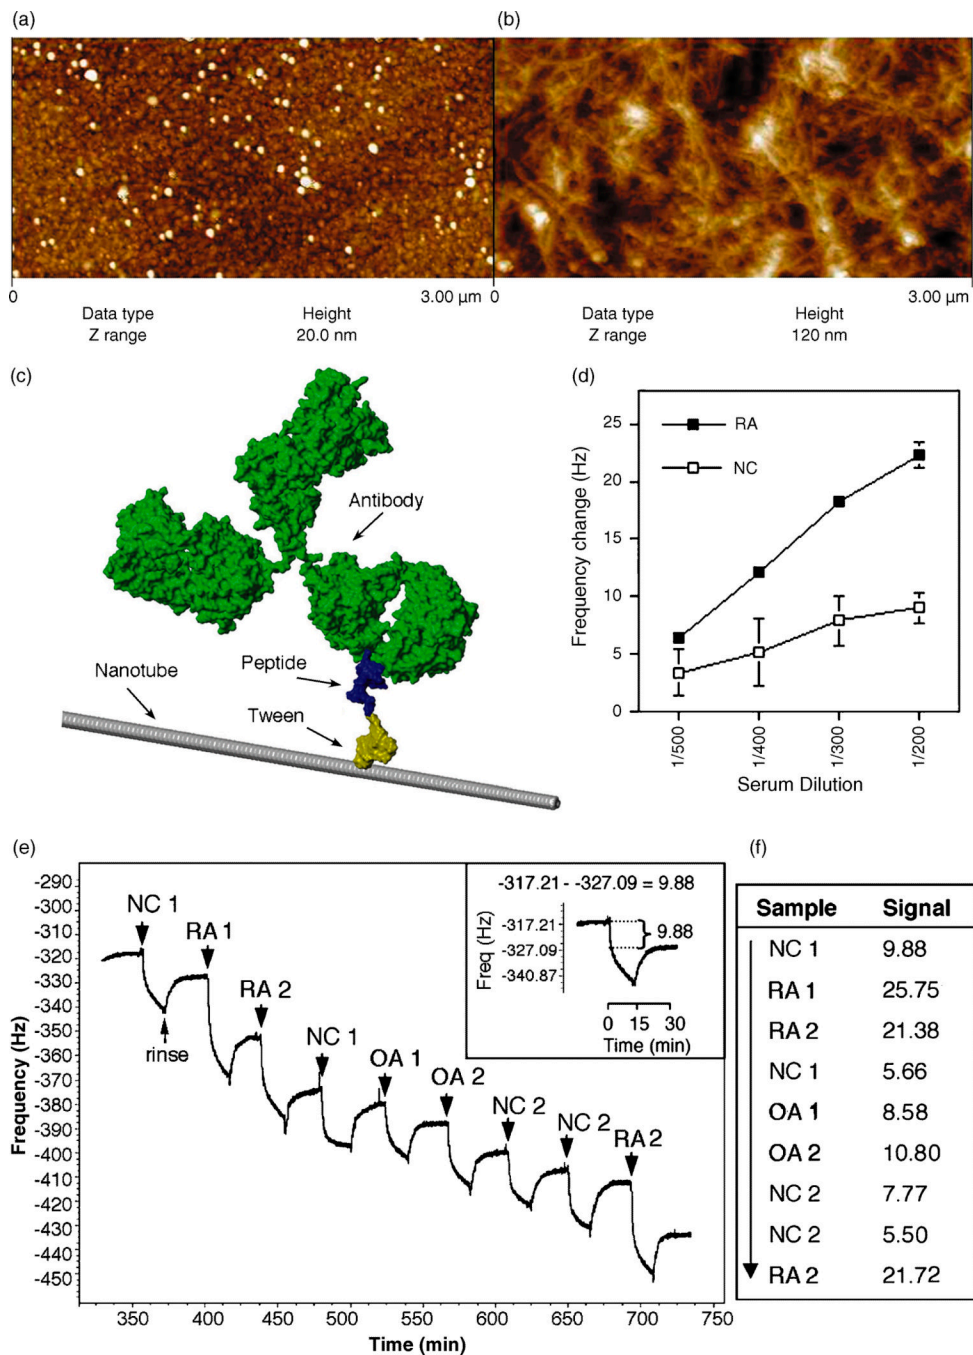 (a)
(b)
0
3.00 µm
0
3.00 µm
Data type
Height
Data type
Height
Z range
20.0 nm
Z range
120 nm
(c)
Antibody
Peptide
Nanotube
Tween
(d)
RA
NC
Frequency change (Hz)
25
20
15
10
5
0
1/500
1/400
1/300
1/200
Serum Dilution
(e)
Frequency (Hz)
-290
-300
-310
-320
-330
-340
-350
-360
-370
-380
-390
-400
-410
-420
-430
-440
-450
NC 1
RA 1
RA 2
NC 1
OA 1
OA 2
NC 2
NC 2
RA 2
rinse
350
400
450
500
550
600
650
700
750
Time (min)
-317.21 - -327.09 = 9.88
Freq (Hz)
-317.21
-327.09
-340.87
9.88
0 15 30
Time (min)
(f)
Sample Signal
NC 1 9.88
RA 1 25.75
RA 2 21.38
NC 1 5.66
OA 1 8.58
OA 2 10.80
NC 2 7.77
NC 2 5.50
RA 2 21.72